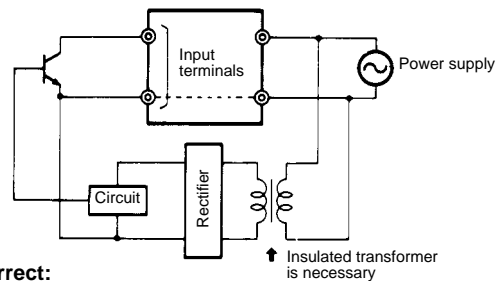 Input
terminals
Power supply
Circuit
Rectifier
Insulated transformer
is necessary
rrect: